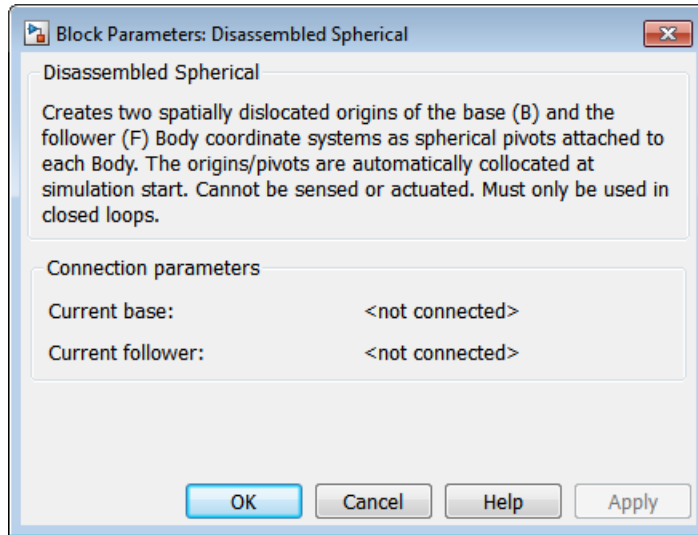 Block Parameters: Disassembled Spherical
Disassembled Spherical
Creates two spatially dislocated origins of the base (B) and the
follower (F) Body coordinate systems as spherical pivots attached to
each Body. The origins/pivots are automatically collocated at
simulation start. Cannot be sensed or actuated. Must only be used in
closed loops.
Connection parameters
Current base: <not connected>
Current follower: <not connected>
OK Cancel Help Apply